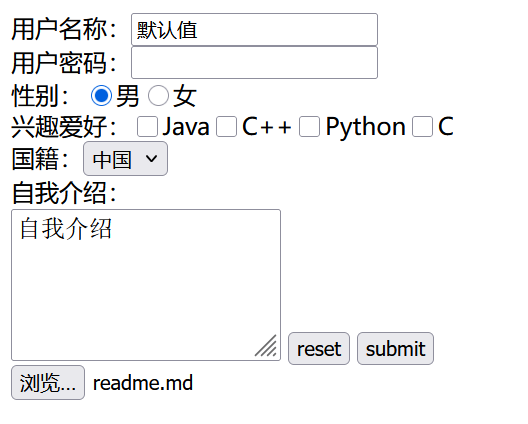 用户名称：默认值
用户密码：
性别： 男 女
兴趣爱好： Java C++ Python C
国籍： 中国
自我介绍：
自我介绍
reset submit
浏览… readme.md